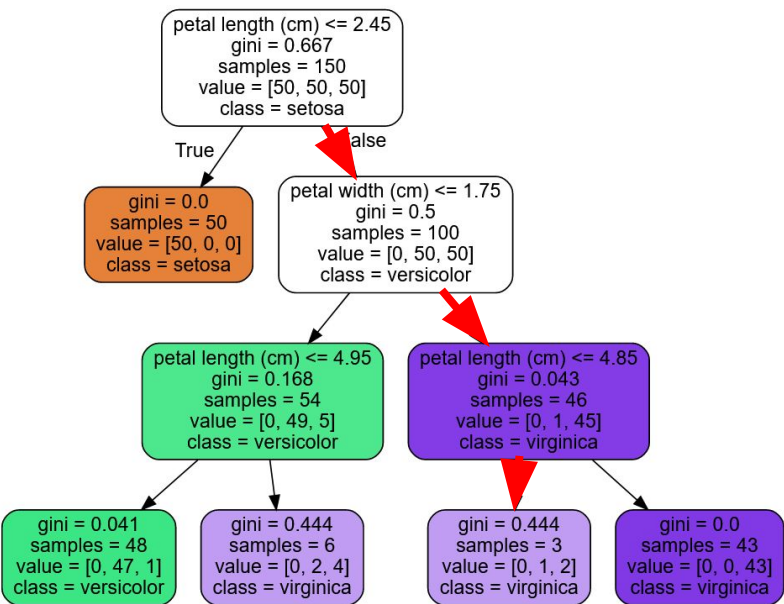 petal length (cm) <= 2.45
gini = 0.667
samples = 150
value = [50, 50, 50]
class = setosa
True
alse
gini = 0.0
samples = 50
value = [50, 0, 0]
class = setosa
petal width (cm) <= 1.75
gini = 0.5
samples = 100
value = [0, 50, 50]
class = versicolor
petal length (cm) <= 4.95
gini = 0.168
samples = 54
value = [0, 49, 5]
class = versicolor
petal length (cm) <= 4.85
gini = 0.043
samples = 46
value = [0, 1, 45]
class = virginica
gini = 0.041
samples = 48
value = [0, 47, 1]
class = versicolor
gini = 0.444
samples = 6
value = [0, 2, 4]
class = virginica
gini = 0.444
samples = 3
value = [0, 1, 2]
class = virginica
gini = 0.0
samples = 43
value = [0, 0, 43]
class = virginica